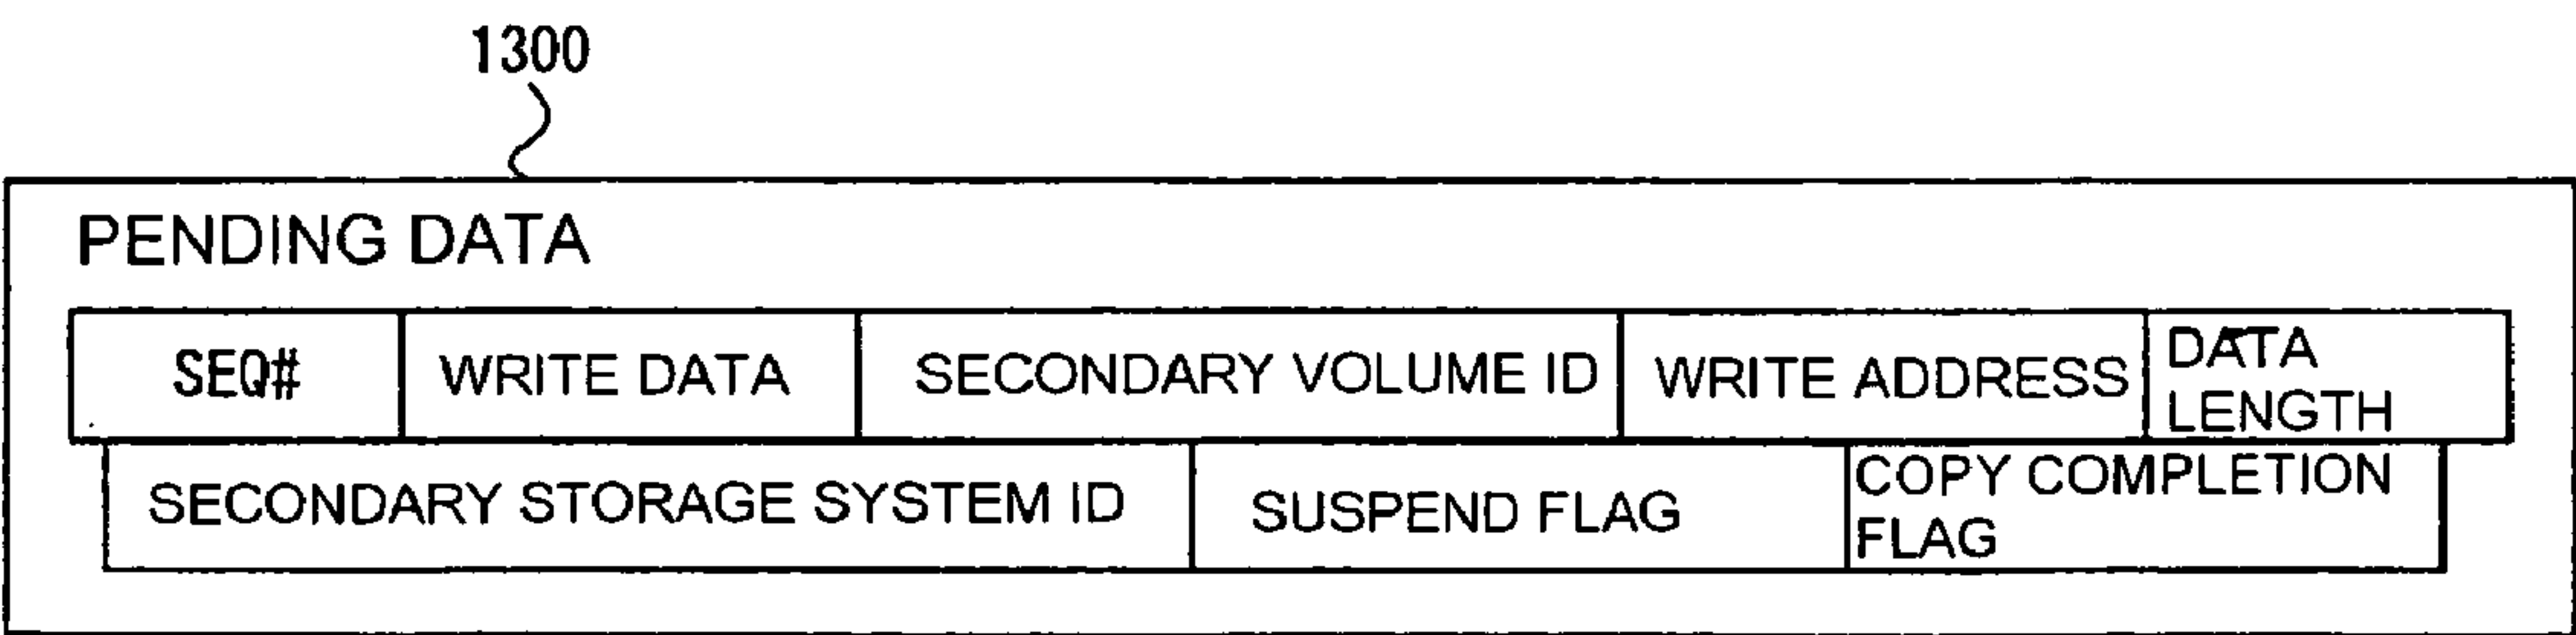 1300
PENDING DATA
SEQ# WRITE DATA SECONDARY VOLUME ID WRITE ADDRESS DATA
LENGTH
SECONDARY STORAGE SYSTEM ID SUSPEND FLAG COPY COMPLETION
FLAG